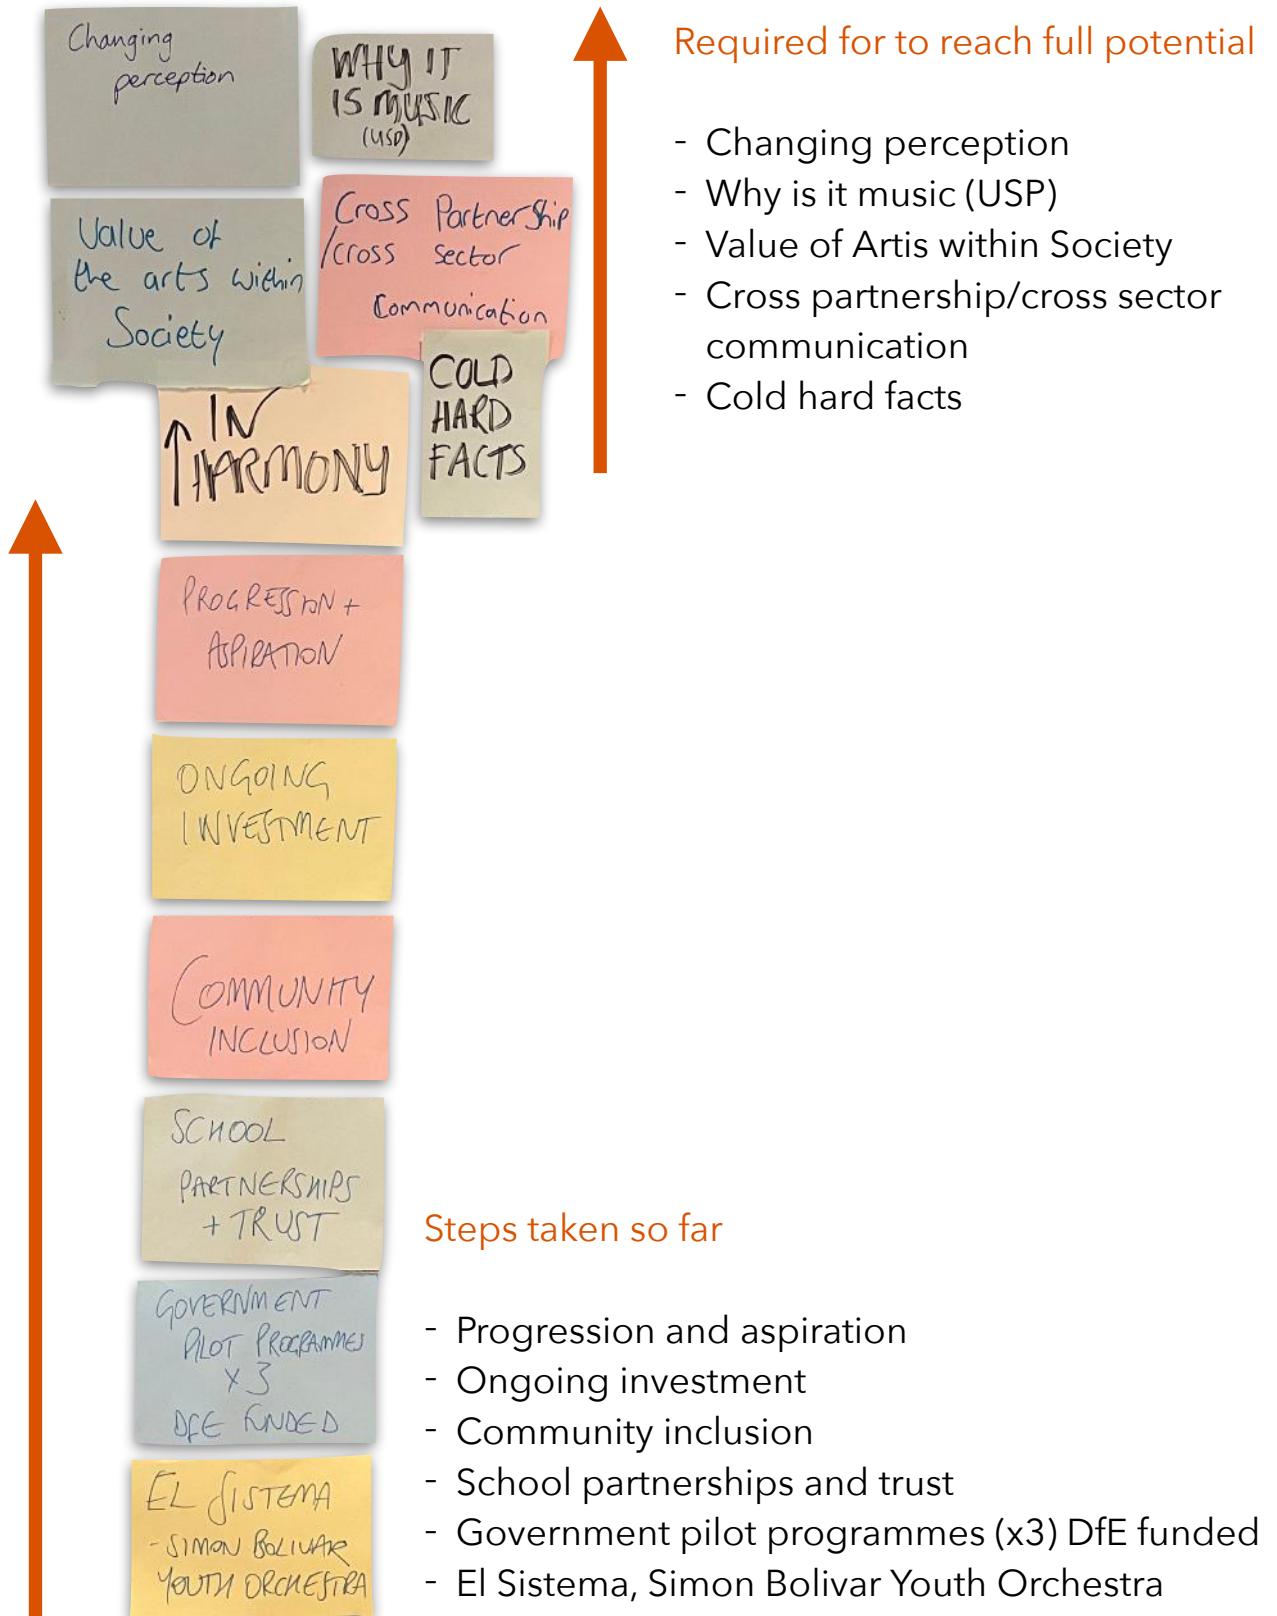 Changing
perception
WHY IT
IS MUSIC
(USP)
Value of
the arts within
Society
Cross Partnership
/cross sector
Communication
COLD
HARD
FACTS
↑ IN
HARMONY
PROGRESSION +
ASPIRATION
ONGOING
INVESTMENT
COMMUNITY
INCLUSION
SCHOOL
PARTNERSHIPS
+ TRUST
GOVERNMENT
PILOT PROGRAMMES
x 3
DfE FUNDED
EL SISTEMA
- SIMON BOLIVAR
YOUTH ORCHESTRA
Required for to reach full potential
- Changing perception
- Why is it music (USP)
- Value of Artis within Society
- Cross partnership/cross sector
communication
- Cold hard facts
Steps taken so far
- Progression and aspiration
- Ongoing investment
- Community inclusion
- School partnerships and trust
- Government pilot programmes (x3) DfE funded
- El Sistema, Simon Bolivar Youth Orchestra